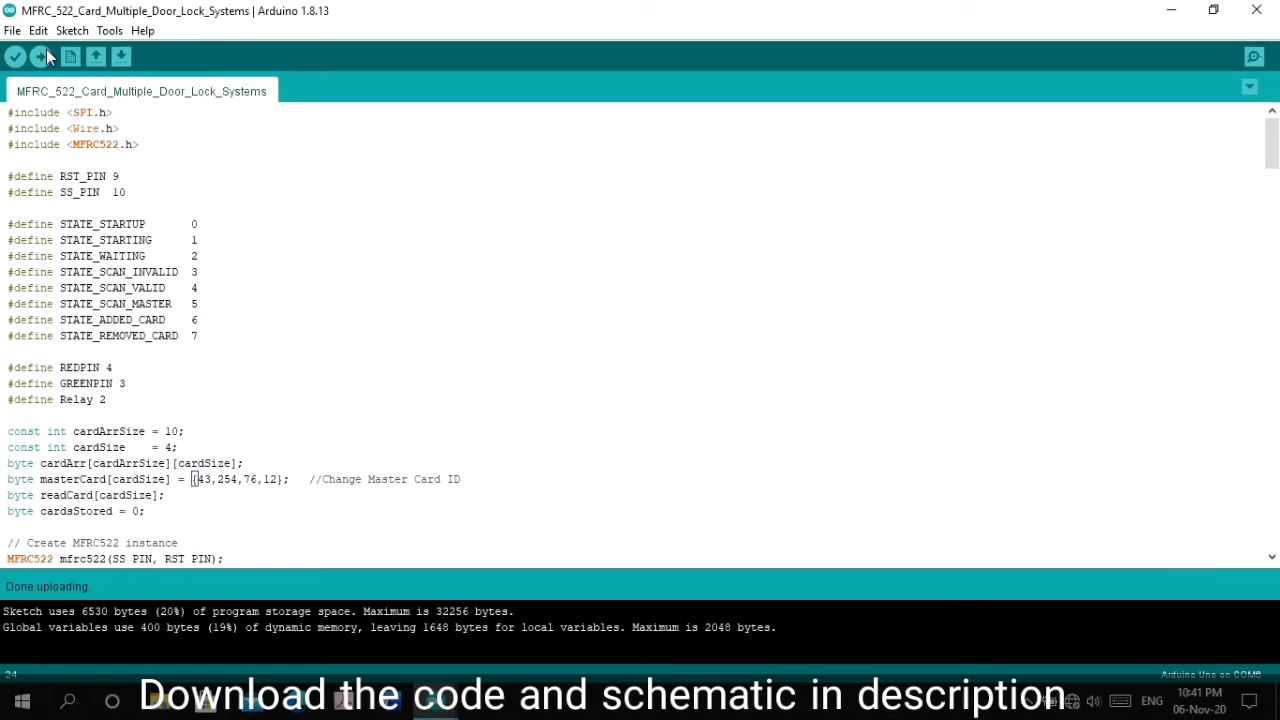 MFRC_522_Card_Multiple_Door_Lock_Systems | Arduino 1.8.13
File Edit Sketch Tools Help
MFRC_522_Card_Multiple_Door_Lock_Systems
#include <SPI.h>
#include <Wire.h>
#include <MFRC522.h>
#define RST_PIN 9
#define SS_PIN  10
#define STATE_STARTUP       0
#define STATE_STARTING      1
#define STATE_WAITING       2
#define STATE_SCAN_INVALID  3
#define STATE_SCAN_VALID    4
#define STATE_SCAN_MASTER   5
#define STATE_ADDED_CARD    6
#define STATE_REMOVED_CARD  7
#define REDPIN 4
#define GREENPIN 3
#define Relay 2
const int cardArrSize = 10;
const int cardSize    = 4;
byte cardArr[cardArrSize][cardSize];
byte masterCard[cardSize] = {43,254,76,12};   //Change Master Card ID
byte readCard[cardSize];
byte cardsStored = 0;
// Create MFRC522 instance
MFRC522 mfrc522(SS_PIN, RST_PIN);
Done uploading.
Sketch uses 6530 bytes (20%) of program storage space. Maximum is 32256 bytes.
Global variables use 400 bytes (19%) of dynamic memory, leaving 1648 bytes for local variables. Maximum is 2048 bytes.
24
Arduino Uno on COM6
Download the code and schematic in description
ENG
10:41 PM
06-Nov-20